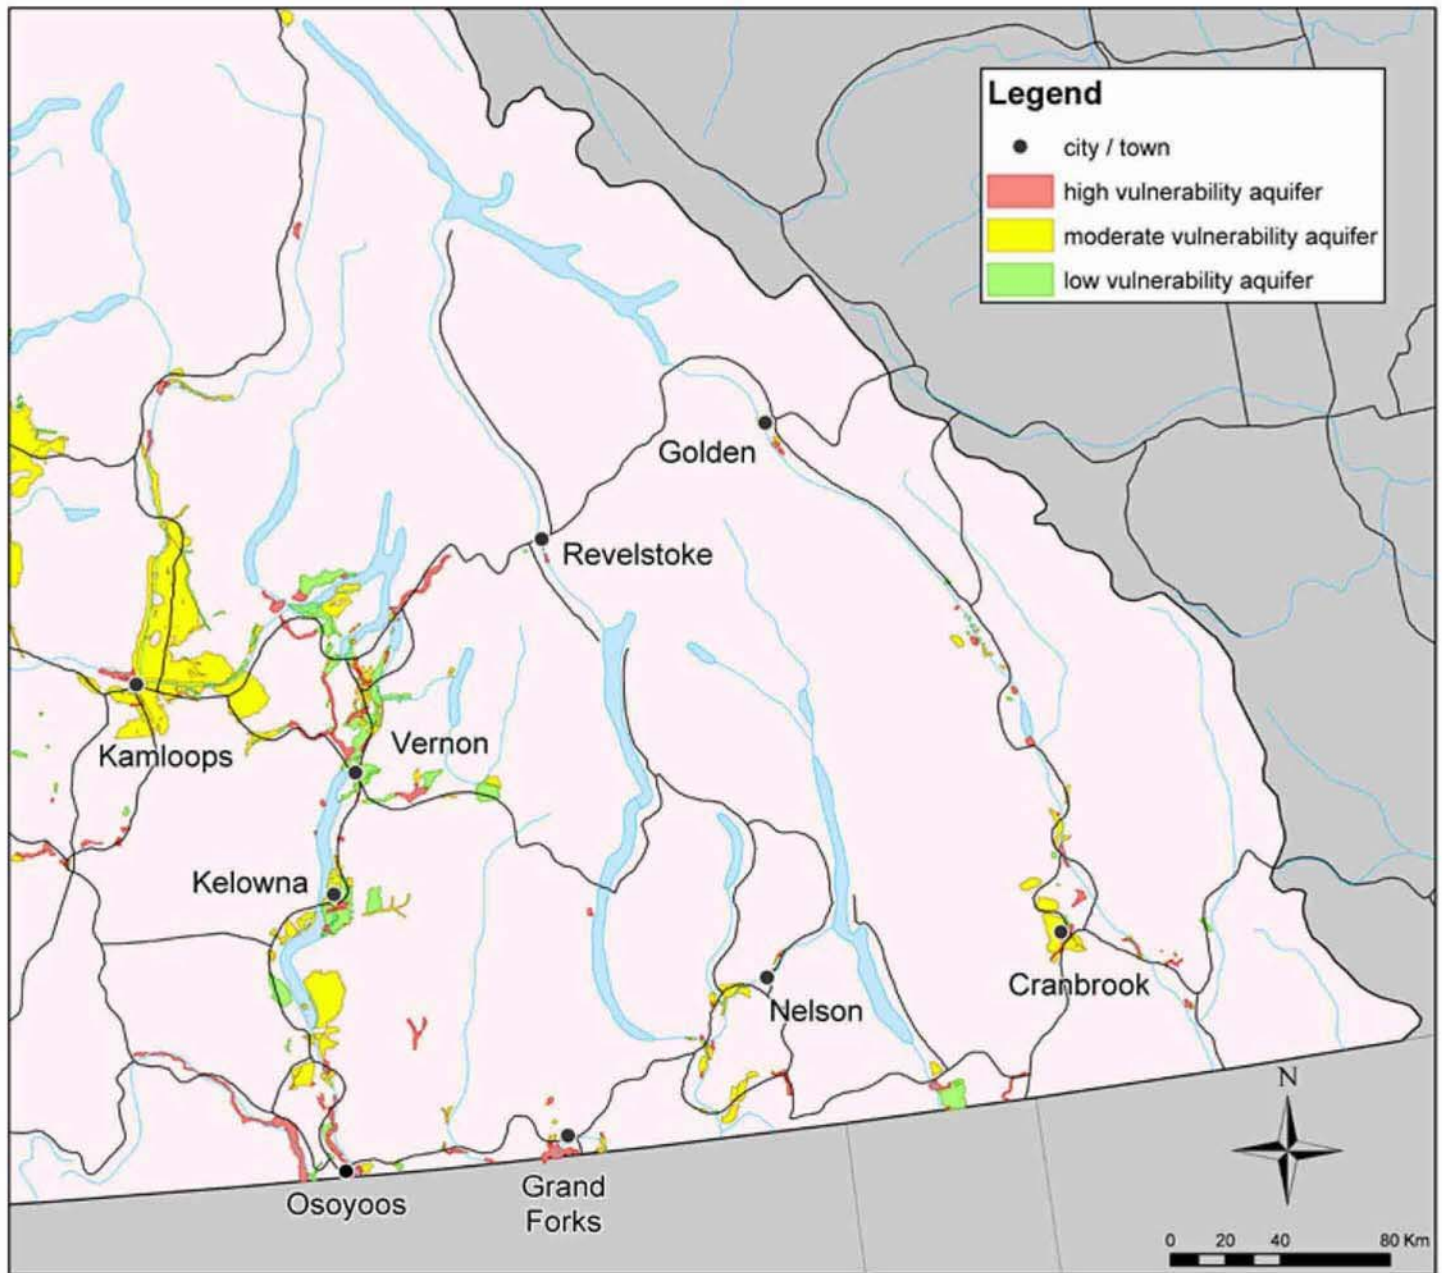 Legend
city / town
high vulnerability aquifer
moderate vulnerability aquifer
low vulnerability aquifer
Golden
Revelstoke
Vernon
Kamloops
Kelowna
Cranbrook
Nelson
Osoyoos
Grand
Forks
N
0 20 40 80 Km